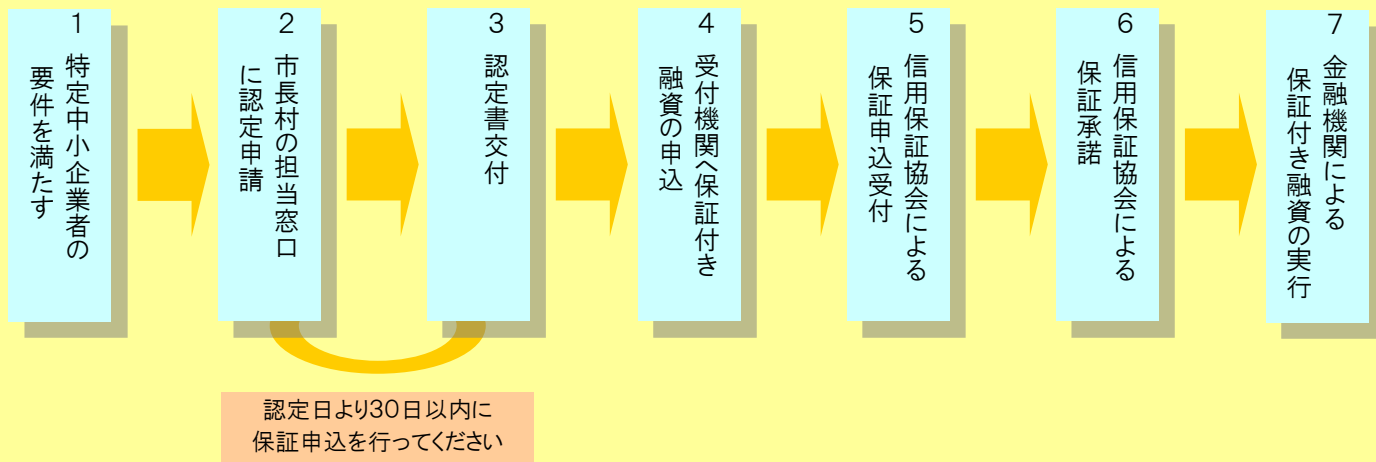 1
特定中小企業者の
要件を満たす
2
市長村の担当窓口
に認定申請
3
認定書交付
4
受付機関へ保証付き
融資の申込
5
信用保証協会による
保証申込受付
6
信用保証協会による
保証承諾
7
金融機関による
保証付き融資の実行
認定日より30日以内に
保証申込を行ってください